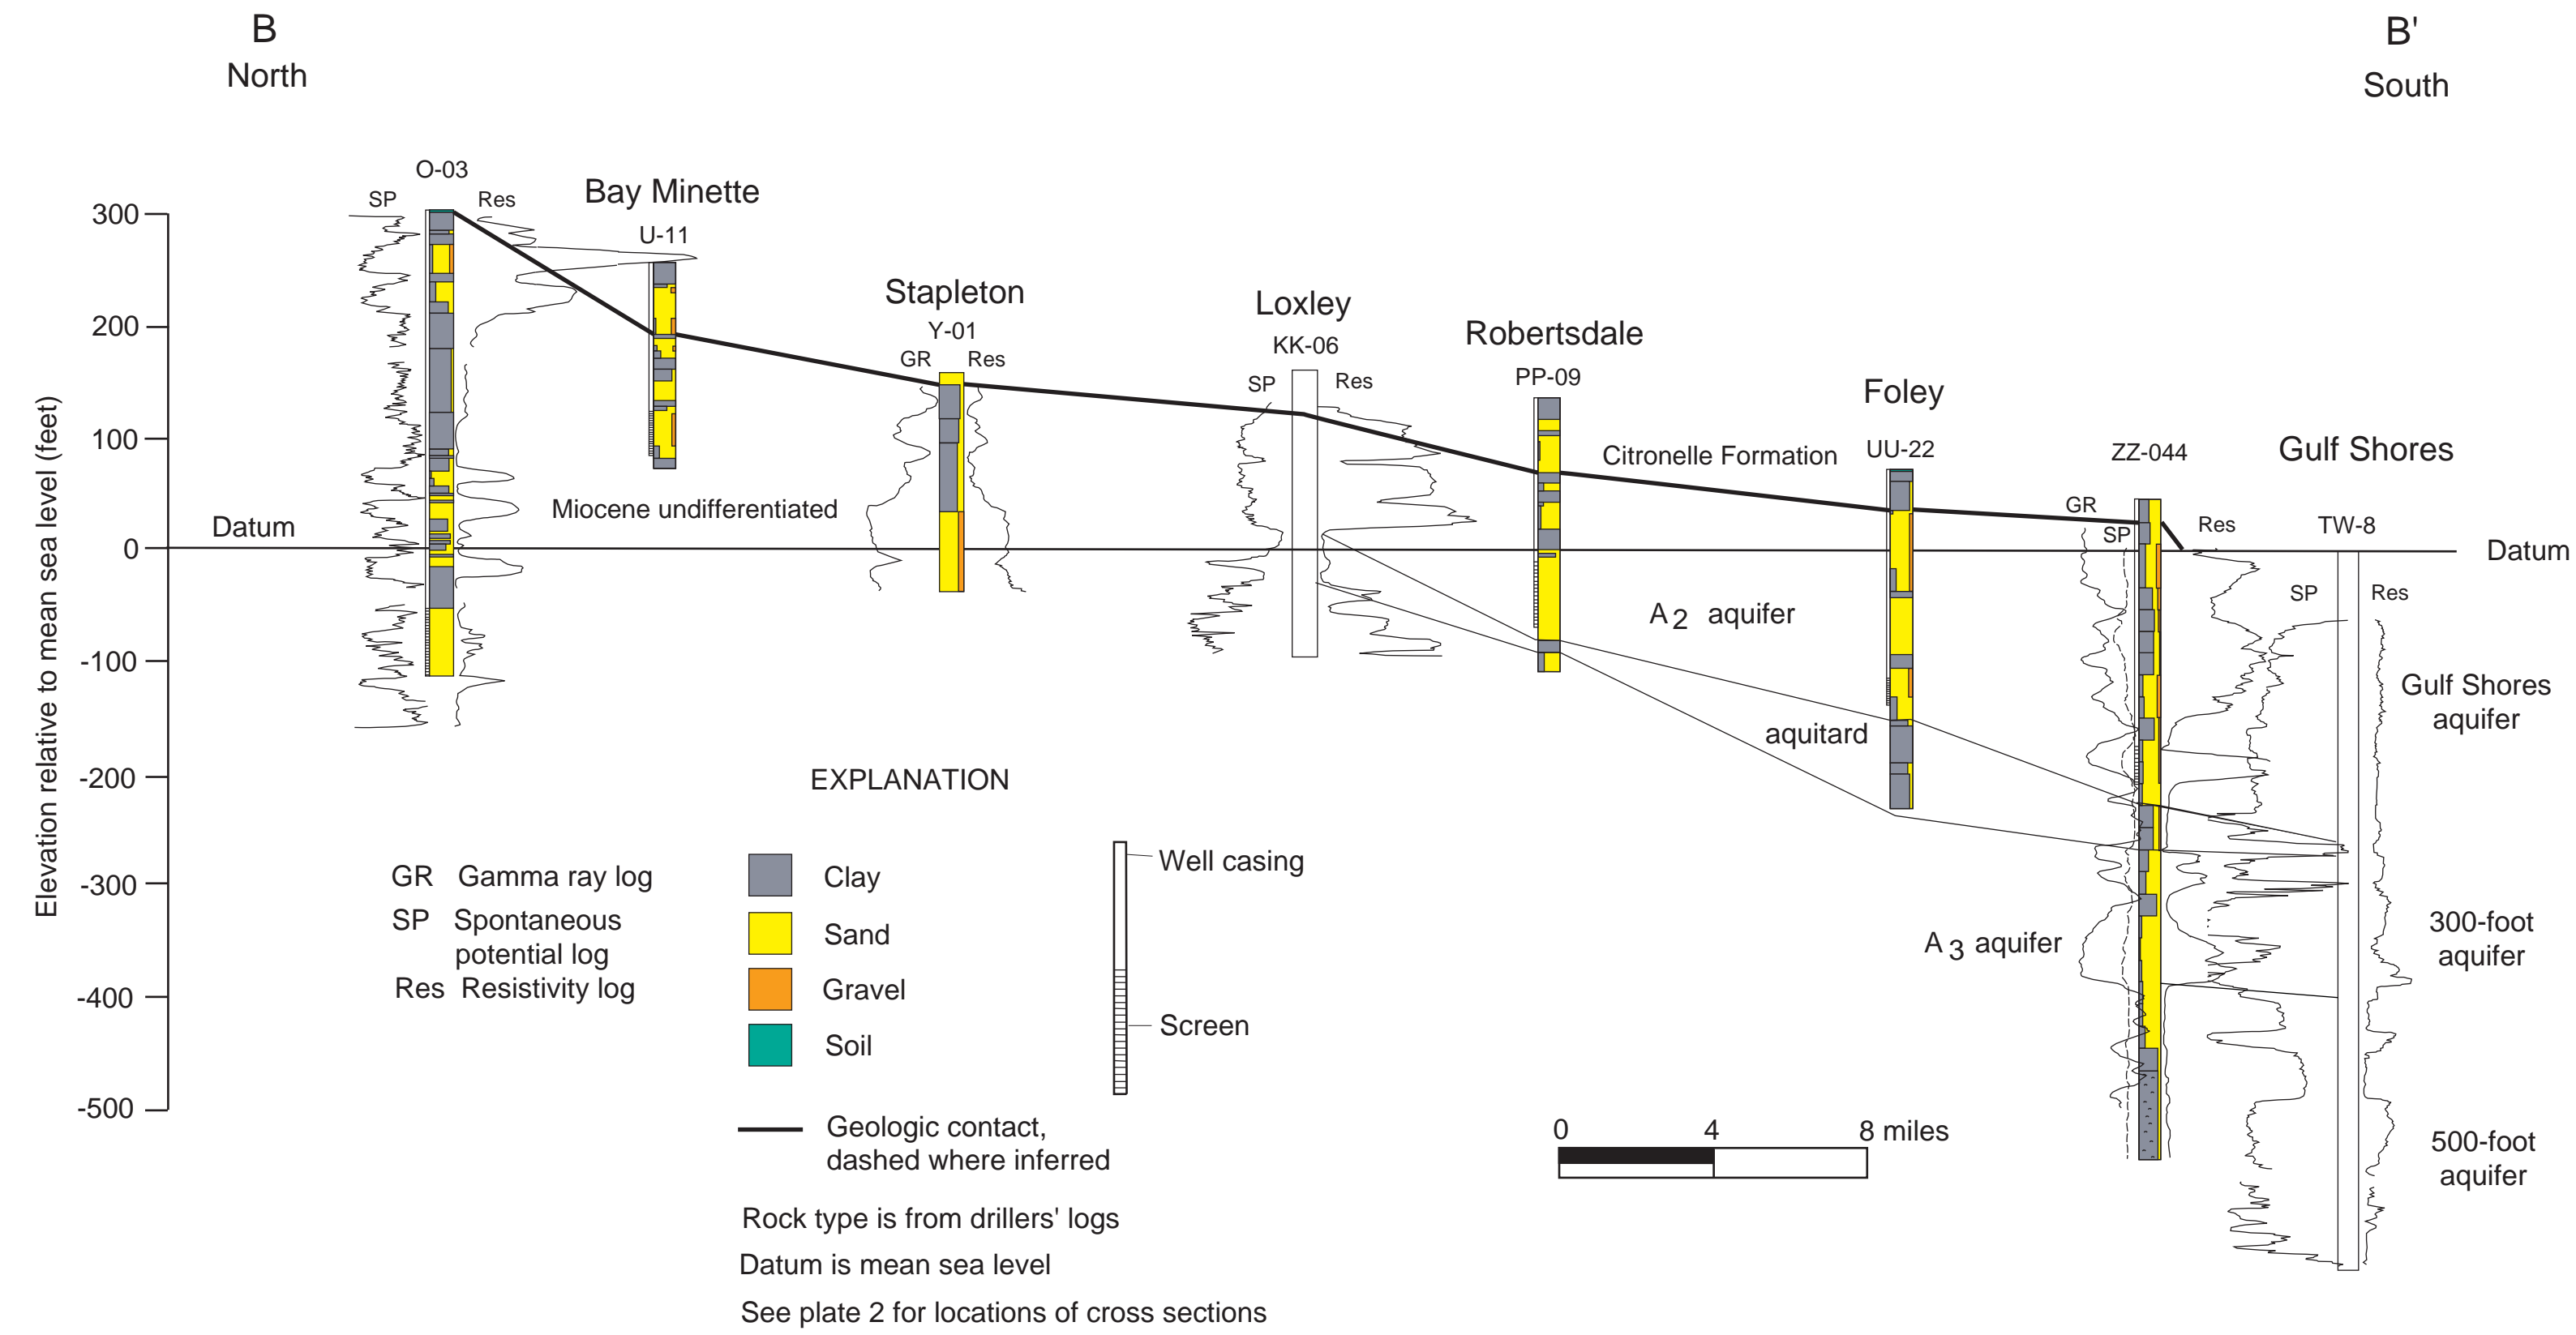 B
North
B'
South
O-03
SP
Res
Bay Minette
U-11
Stapleton
Y-01
GR
Res
Loxley
KK-06
SP
Res
Robertsdale
PP-09
Foley
UU-22
ZZ-044
GR
SP
Res
Gulf Shores
TW-8
SP
Res
Elevation relative to mean sea level (feet)
300
200
100
0
-100
-200
-300
-400
-500
Datum
Datum
Citronelle Formation
Miocene undifferentiated
A2 aquifer
aquitard
A3 aquifer
Gulf Shores
aquifer
300-foot
aquifer
500-foot
aquifer
EXPLANATION
GR Gamma ray log
SP Spontaneous
potential log
Res Resistivity log
Clay
Sand
Gravel
Soil
Well casing
Screen
Geologic contact,
dashed where inferred
Rock type is from drillers' logs
Datum is mean sea level
See plate 2 for locations of cross sections
0 4 8 miles